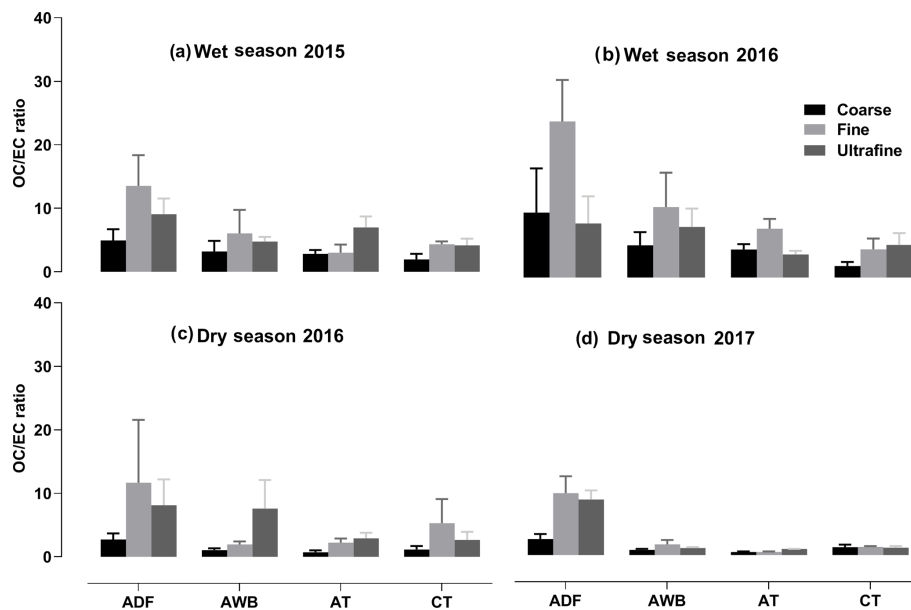 40
30
20
10
0
OC/EC ratio
(a) Wet season 2015
(b) Wet season 2016
Coarse
Fine
Ultrafine
40
30
20
10
0
OC/EC ratio
(c) Dry season 2016
(d) Dry season 2017
ADF AWB AT CT
ADF AWB AT CT